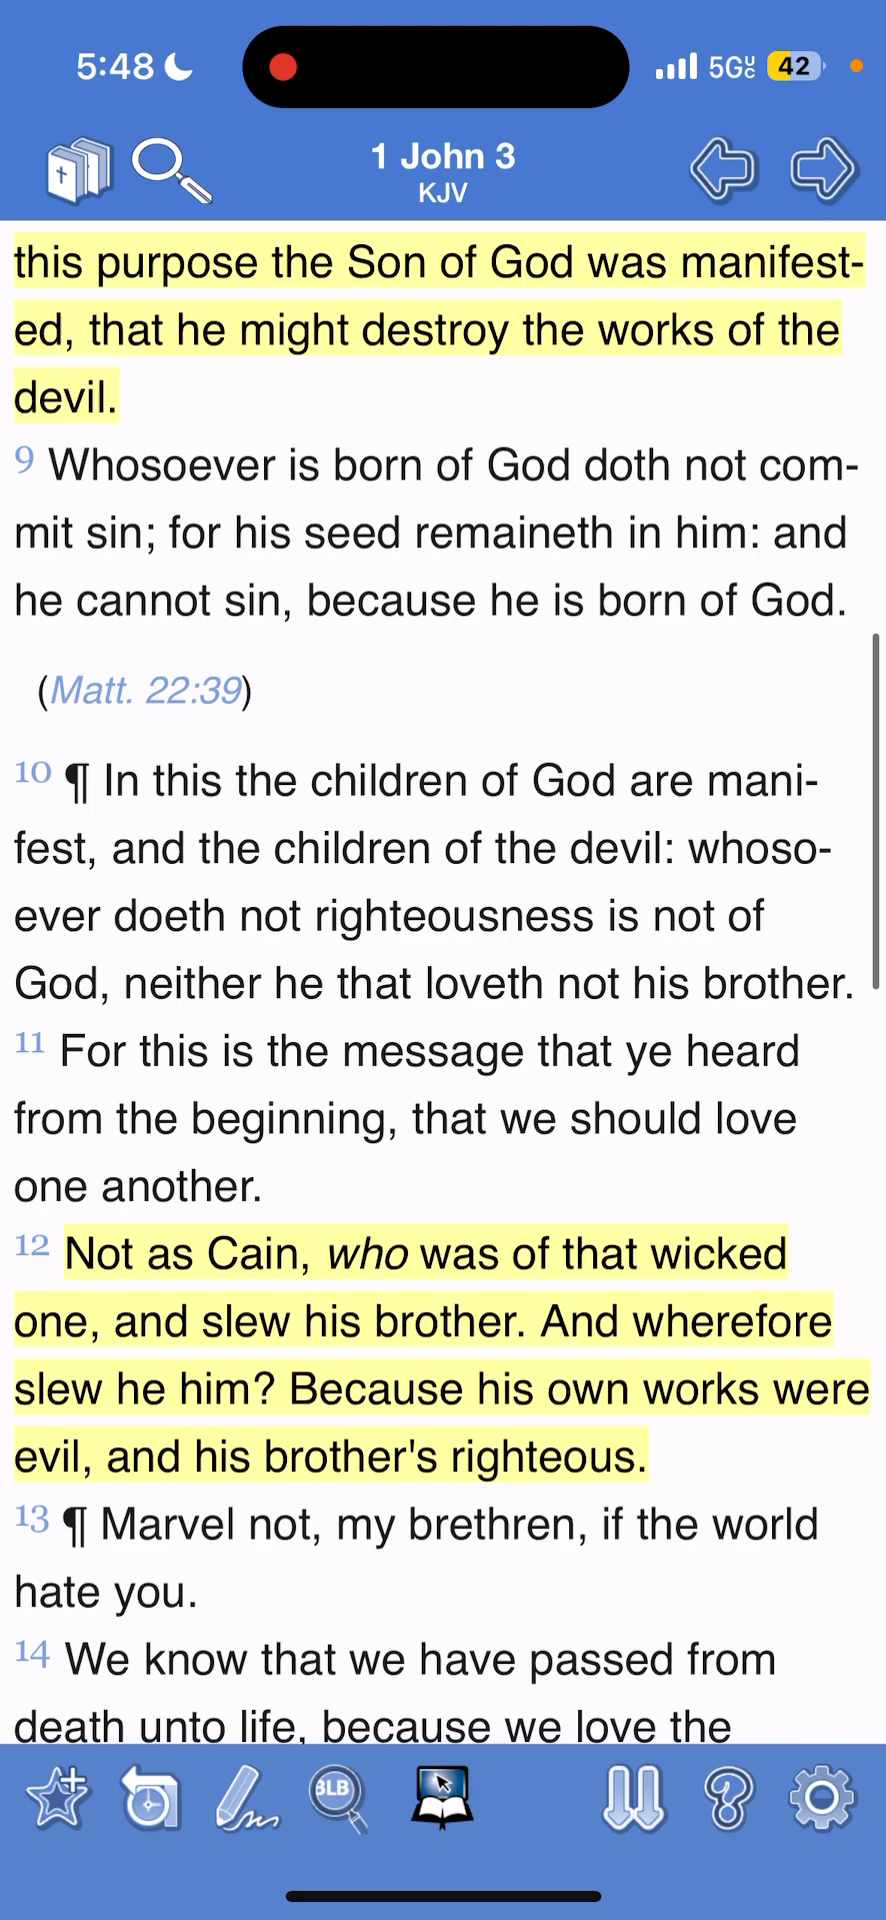 5:48
5G
42
1 John 3
KJV
this purpose the Son of God was manifest-
ed, that he might destroy the works of the
devil.
9 Whosoever is born of God doth not com-
mit sin; for his seed remaineth in him: and
he cannot sin, because he is born of God.
(Matt. 22:39)
10 ¶ In this the children of God are mani-
fest, and the children of the devil: whoso-
ever doeth not righteousness is not of
God, neither he that loveth not his brother.
11 For this is the message that ye heard
from the beginning, that we should love
one another.
12 Not as Cain, who was of that wicked
one, and slew his brother. And wherefore
slew he him? Because his own works were
evil, and his brother's righteous.
13 ¶ Marvel not, my brethren, if the world
hate you.
14 We know that we have passed from
death unto life, because we love the
BLB